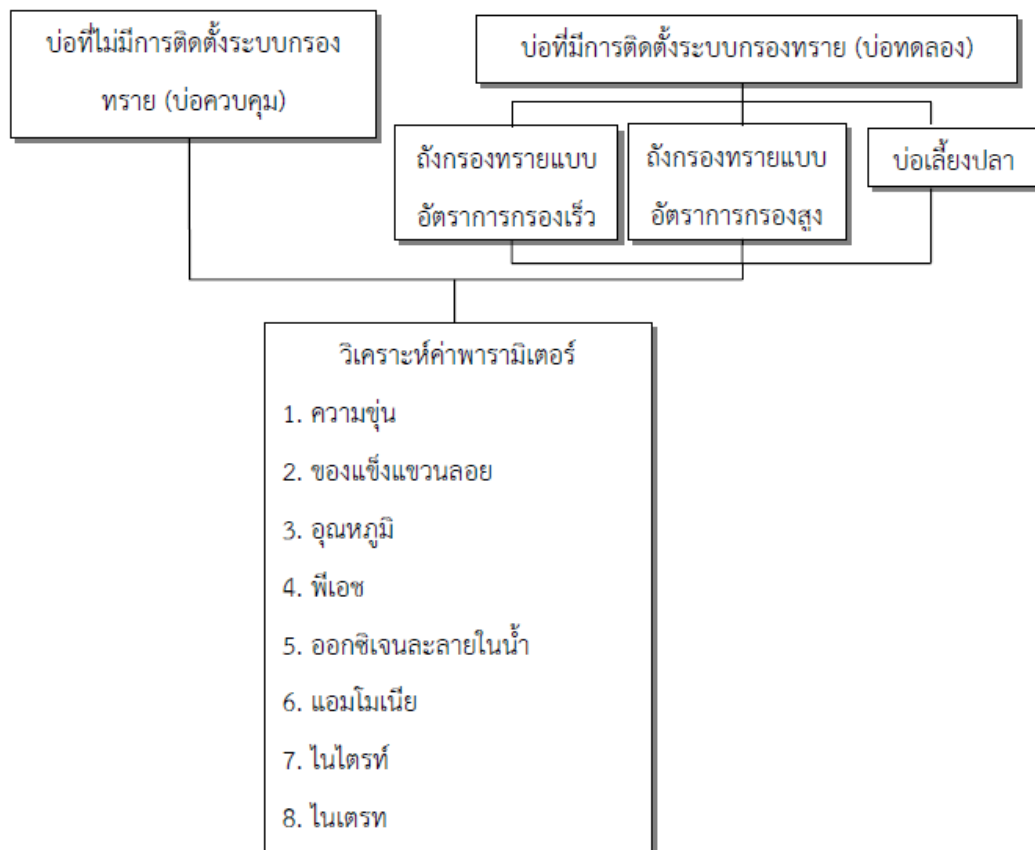 บ่อที่ไม่มีการติดตั้งระบบกรอง
ทราย (บ่อควบคุม)
บ่อที่มีการติดตั้งระบบกรองทราย (บ่อทดลอง)
ถังกรองทรายแบบ
อัตราการกรองเร็ว
ถังกรองทรายแบบ
อัตราการกรองสูง
บ่อเลี้ยงปลา
วิเคราะห์ค่าพารามิเตอร์
1. ความขุ่น
2. ของแข็งแขวนลอย
3. อุณหภูมิ
4. พีเอช
5. ออกซิเจนละลายในน้ำ
6. แอมโมเนีย
7. ไนไตรท์
8. ไนเตรท